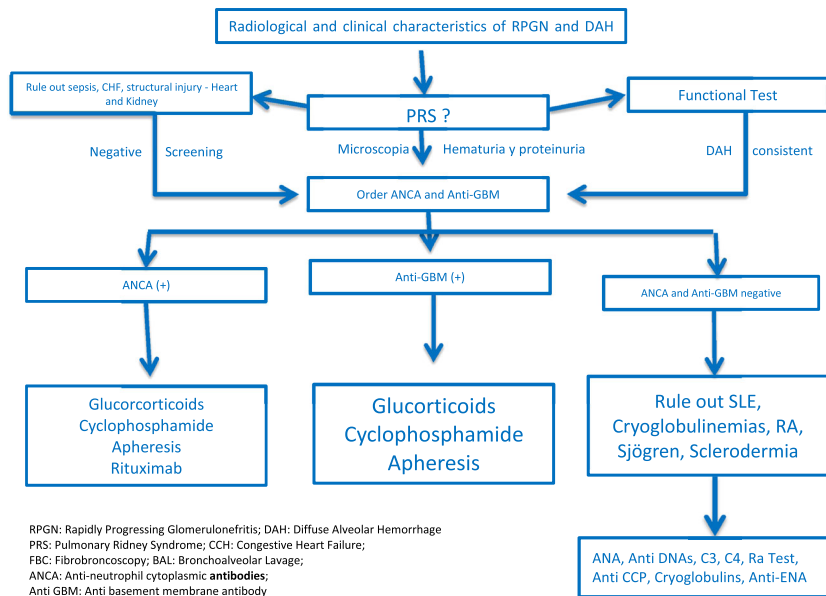 Radiological and clinical characteristics of RPGN and DAH
Rule out sepsis, CHF, structural injury - Heart
and Kidney
PRS ?
Functional Test
Negative Screening
Microscopia Hematuria y proteinuria
DAH consistent
Order ANCA and Anti-GBM
ANCA (+)
Anti-GBM (+)
ANCA and Anti-GBM negative
Glucorcorticoids
Cyclophosphamide
Apheresis
Rituximab
Glucorticoids
Cyclophosphamide
Apheresis
Rule out SLE,
Cryoglobulinemias, RA,
Sjögren, Sclerodermia
ANA, Anti DNAs, C3, C4, Ra Test,
Anti CCP, Cryoglobulins, Anti-ENA
RPGN: Rapidly Progressing Glomerulonefritis; DAH: Diffuse Alveolar Hemorrhage
PRS: Pulmonary Ridney Syndrome; CCH: Congestive Heart Failure;
FBC: Fibrobroncoscopy; BAL: Bronchoalveolar Lavage;
ANCA: Anti-neutrophil cytoplasmic antibodies;
Anti GBM: Anti basement membrane antibody